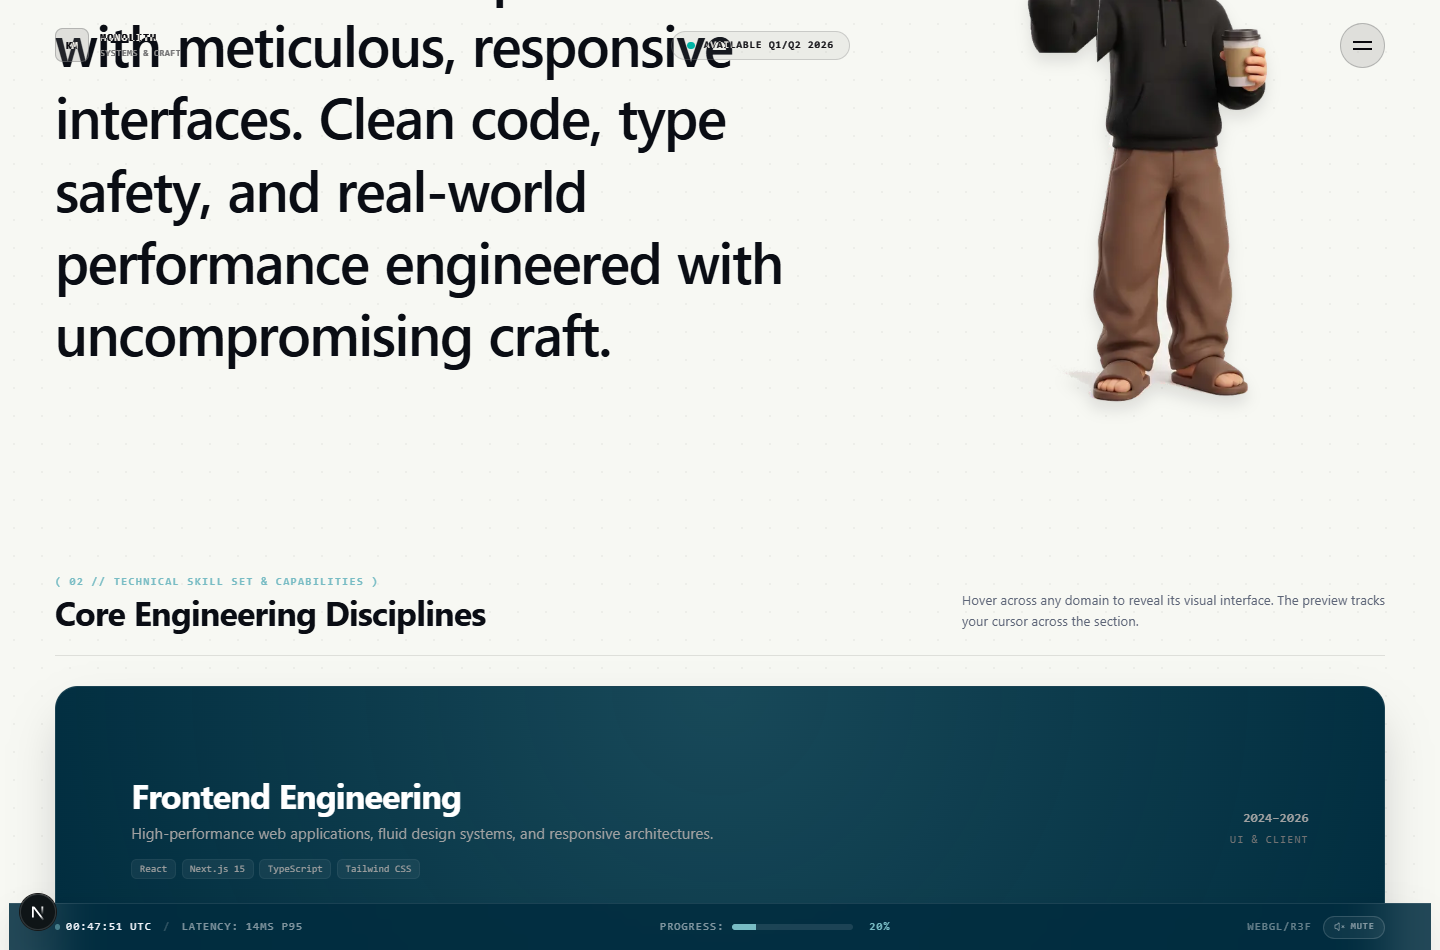 with meticulous, responsive
MONOLITH
SYSTEMS & CRAFT
AVAILABLE Q1/Q2 2026
interfaces. Clean code, type
safety, and real-world
performance engineered with
uncompromising craft.
( 02 // TECHNICAL SKILL SET & CAPABILITIES )
Core Engineering Disciplines
Hover across any domain to reveal its visual interface. The preview tracks
your cursor across the section.
Frontend Engineering
High-performance web applications, fluid design systems, and responsive architectures.
2024–2026
UI & CLIENT
React Next.js 15 TypeScript Tailwind CSS
N
00:47:51 UTC / LATENCY: 14MS P95
PROGRESS: 20%
WEBGL/R3F MUTE